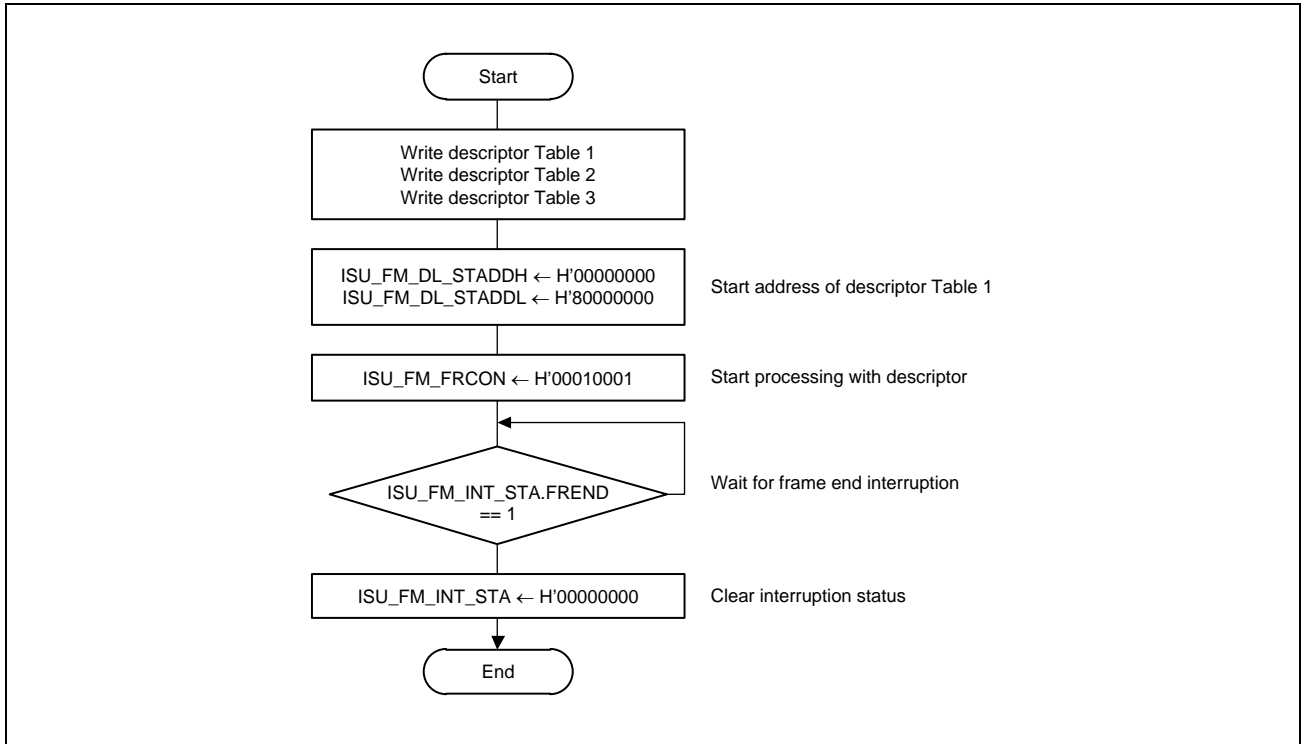 Start
Write descriptor Table 1
Write descriptor Table 2
Write descriptor Table 3
ISU_FM_DL_STADDH ← H’00000000
ISU_FM_DL_STADDL ← H’80000000
Start address of descriptor Table 1
ISU_FM_FRCON ← H’00010001
Start processing with descriptor
ISU_FM_INT_STA.FREND
== 1
Wait for frame end interruption
ISU_FM_INT_STA ← H’00000000
Clear interruption status
End